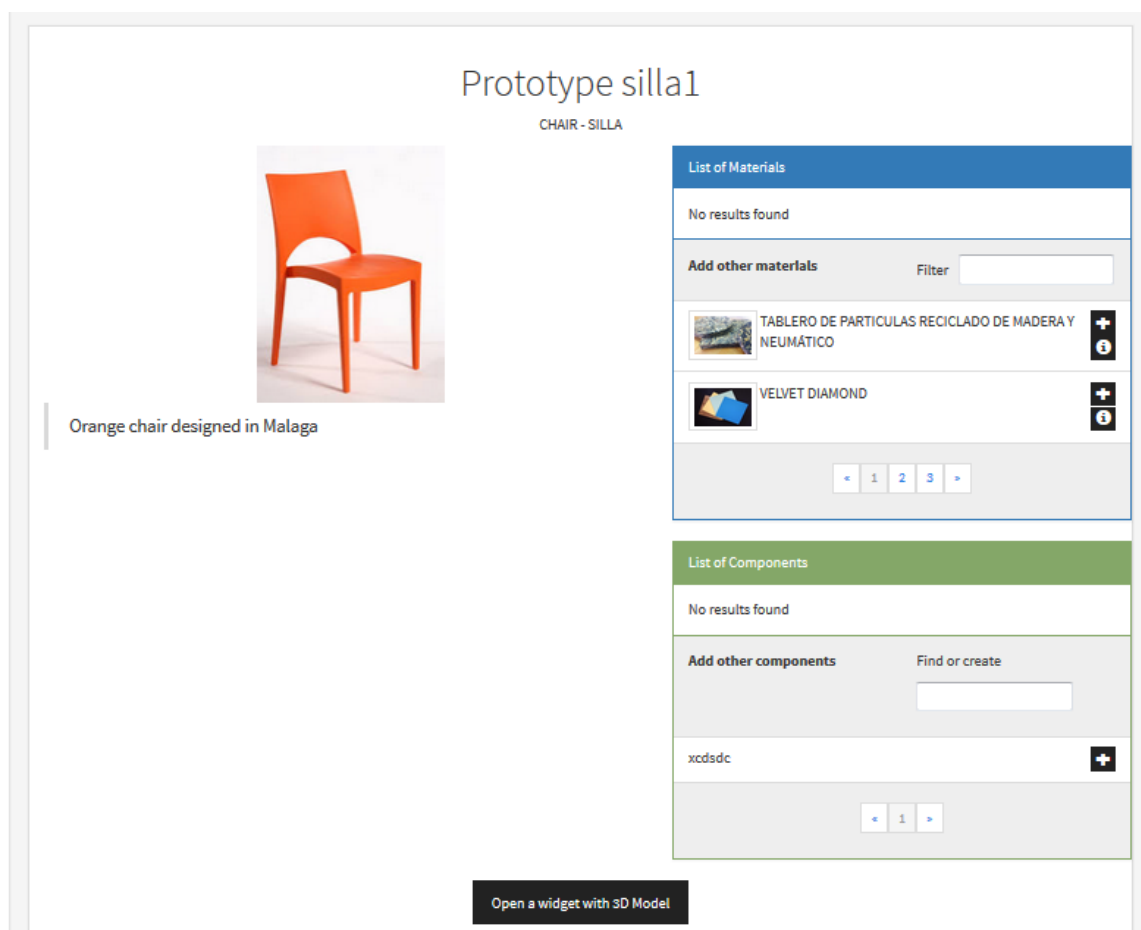 Prototype silla1
CHAIR - SILLA
Orange chair designed in Malaga
List of Materials
No results found
Add other materials
Filter
TABLERO DE PARTICULAS RECICLADO DE MADERA Y
NEUMÁTICO
VELVET DIAMOND
« 1 2 3 »
List of Components
No results found
Add other components
Find or create
xcdsdc
« 1 »
Open a widget with 3D Model